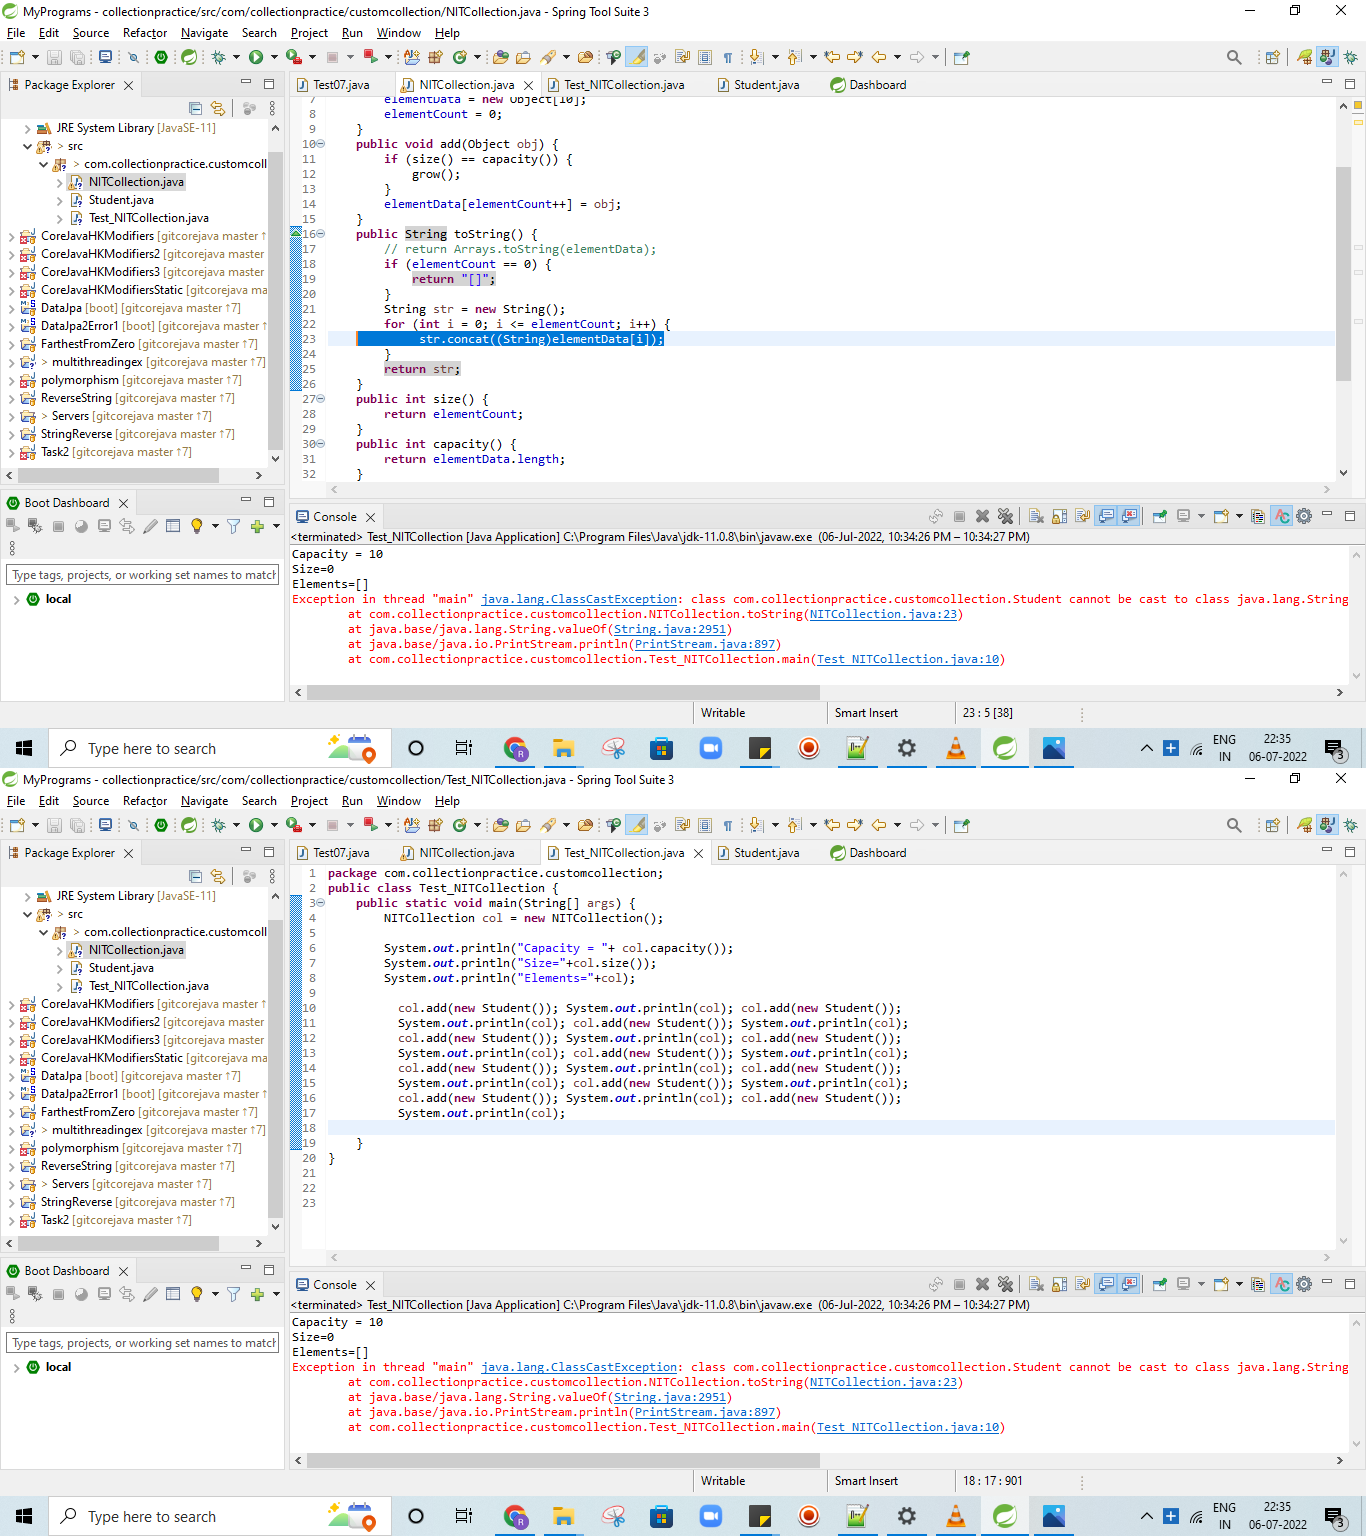 MyPrograms - collectionpractice/src/com/collectionpractice/customcollection/NITCollection.java - Spring Tool Suite 3
File Edit Source Refactor Navigate Search Project Run Window Help
Package Explorer
JRE System Library [JavaSE-11]
> src
> com.collectionpractice.customcoll
NITCollection.java
Student.java
Test_NITCollection.java
CoreJavaHKModifiers [gitcorejava master ↑
CoreJavaHKModifiers2 [gitcorejava master
CoreJavaHKModifiers3 [gitcorejava master
CoreJavaHKModifiersStatic [gitcorejava ma
DataJpa [boot] [gitcorejava master ↑7]
DataJpa2Error1 [boot] [gitcorejava master ↑
FarthestFromZero [gitcorejava master ↑7]
> multithreadingex [gitcorejava master ↑7]
polymorphism [gitcorejava master ↑7]
ReverseString [gitcorejava master ↑7]
> Servers [gitcorejava master ↑7]
StringReverse [gitcorejava master ↑7]
Task2 [gitcorejava master ↑7]
Boot Dashboard
Type tags, projects, or working set names to match
local
Test07.java NITCollection.java Test_NITCollection.java Student.java Dashboard
7 elementData = new Object[10];
8 elementCount = 0;
9 }
10 public void add(Object obj) {
11 if (size() == capacity()) {
12 grow();
13 }
14 elementData[elementCount++] = obj;
15 }
16 public String toString() {
17 // return Arrays.toString(elementData);
18 if (elementCount == 0) {
19 return "[]";
20 }
21 String str = new String();
22 for (int i = 0; i <= elementCount; i++) {
23 str.concat((String)elementData[i]);
24 }
25 return str;
26 }
27 public int size() {
28 return elementCount;
29 }
30 public int capacity() {
31 return elementData.length;
32 }
Console
<terminated> Test_NITCollection [Java Application] C:\Program Files\Java\jdk-11.0.8\bin\javaw.exe (06-Jul-2022, 10:34:26 PM – 10:34:27 PM)
Capacity = 10
Size=0
Elements=[]
Exception in thread "main" java.lang.ClassCastException: class com.collectionpractice.customcollection.Student cannot be cast to class java.lang.String
at com.collectionpractice.customcollection.NITCollection.toString(NITCollection.java:23)
at java.base/java.lang.String.valueOf(String.java:2951)
at java.base/java.io.PrintStream.println(PrintStream.java:897)
at com.collectionpractice.customcollection.Test_NITCollection.main(Test_NITCollection.java:10)
Writable Smart Insert 23 : 5 [38]
Type here to search
ENG IN
22:35
06-07-2022
3
MyPrograms - collectionpractice/src/com/collectionpractice/customcollection/Test_NITCollection.java - Spring Tool Suite 3
File Edit Source Refactor Navigate Search Project Run Window Help
Package Explorer
JRE System Library [JavaSE-11]
> src
> com.collectionpractice.customcoll
NITCollection.java
Student.java
Test_NITCollection.java
CoreJavaHKModifiers [gitcorejava master ↑
CoreJavaHKModifiers2 [gitcorejava master
CoreJavaHKModifiers3 [gitcorejava master
CoreJavaHKModifiersStatic [gitcorejava ma
DataJpa [boot] [gitcorejava master ↑7]
DataJpa2Error1 [boot] [gitcorejava master ↑
FarthestFromZero [gitcorejava master ↑7]
> multithreadingex [gitcorejava master ↑7]
polymorphism [gitcorejava master ↑7]
ReverseString [gitcorejava master ↑7]
> Servers [gitcorejava master ↑7]
StringReverse [gitcorejava master ↑7]
Task2 [gitcorejava master ↑7]
Boot Dashboard
Type tags, projects, or working set names to match
local
Test07.java NITCollection.java Test_NITCollection.java Student.java Dashboard
1 package com.collectionpractice.customcollection;
2 public class Test_NITCollection {
3 public static void main(String[] args) {
4 NITCollection col = new NITCollection();
5
6 System.out.println("Capacity = "+ col.capacity());
7 System.out.println("Size="+col.size());
8 System.out.println("Elements="+col);
9
10 col.add(new Student()); System.out.println(col); col.add(new Student());
11 System.out.println(col); col.add(new Student()); System.out.println(col);
12 col.add(new Student()); System.out.println(col); col.add(new Student());
13 System.out.println(col); col.add(new Student()); System.out.println(col);
14 col.add(new Student()); System.out.println(col); col.add(new Student());
15 System.out.println(col); col.add(new Student()); System.out.println(col);
16 col.add(new Student()); System.out.println(col); col.add(new Student());
17 System.out.println(col);
18
19 }
20 }
21
22
23
Console
<terminated> Test_NITCollection [Java Application] C:\Program Files\Java\jdk-11.0.8\bin\javaw.exe (06-Jul-2022, 10:34:26 PM – 10:34:27 PM)
Capacity = 10
Size=0
Elements=[]
Exception in thread "main" java.lang.ClassCastException: class com.collectionpractice.customcollection.Student cannot be cast to class java.lang.String
at com.collectionpractice.customcollection.NITCollection.toString(NITCollection.java:23)
at java.base/java.lang.String.valueOf(String.java:2951)
at java.base/java.io.PrintStream.println(PrintStream.java:897)
at com.collectionpractice.customcollection.Test_NITCollection.main(Test_NITCollection.java:10)
Writable Smart Insert 18 : 17 : 901
Type here to search
ENG IN
22:35
06-07-2022
3